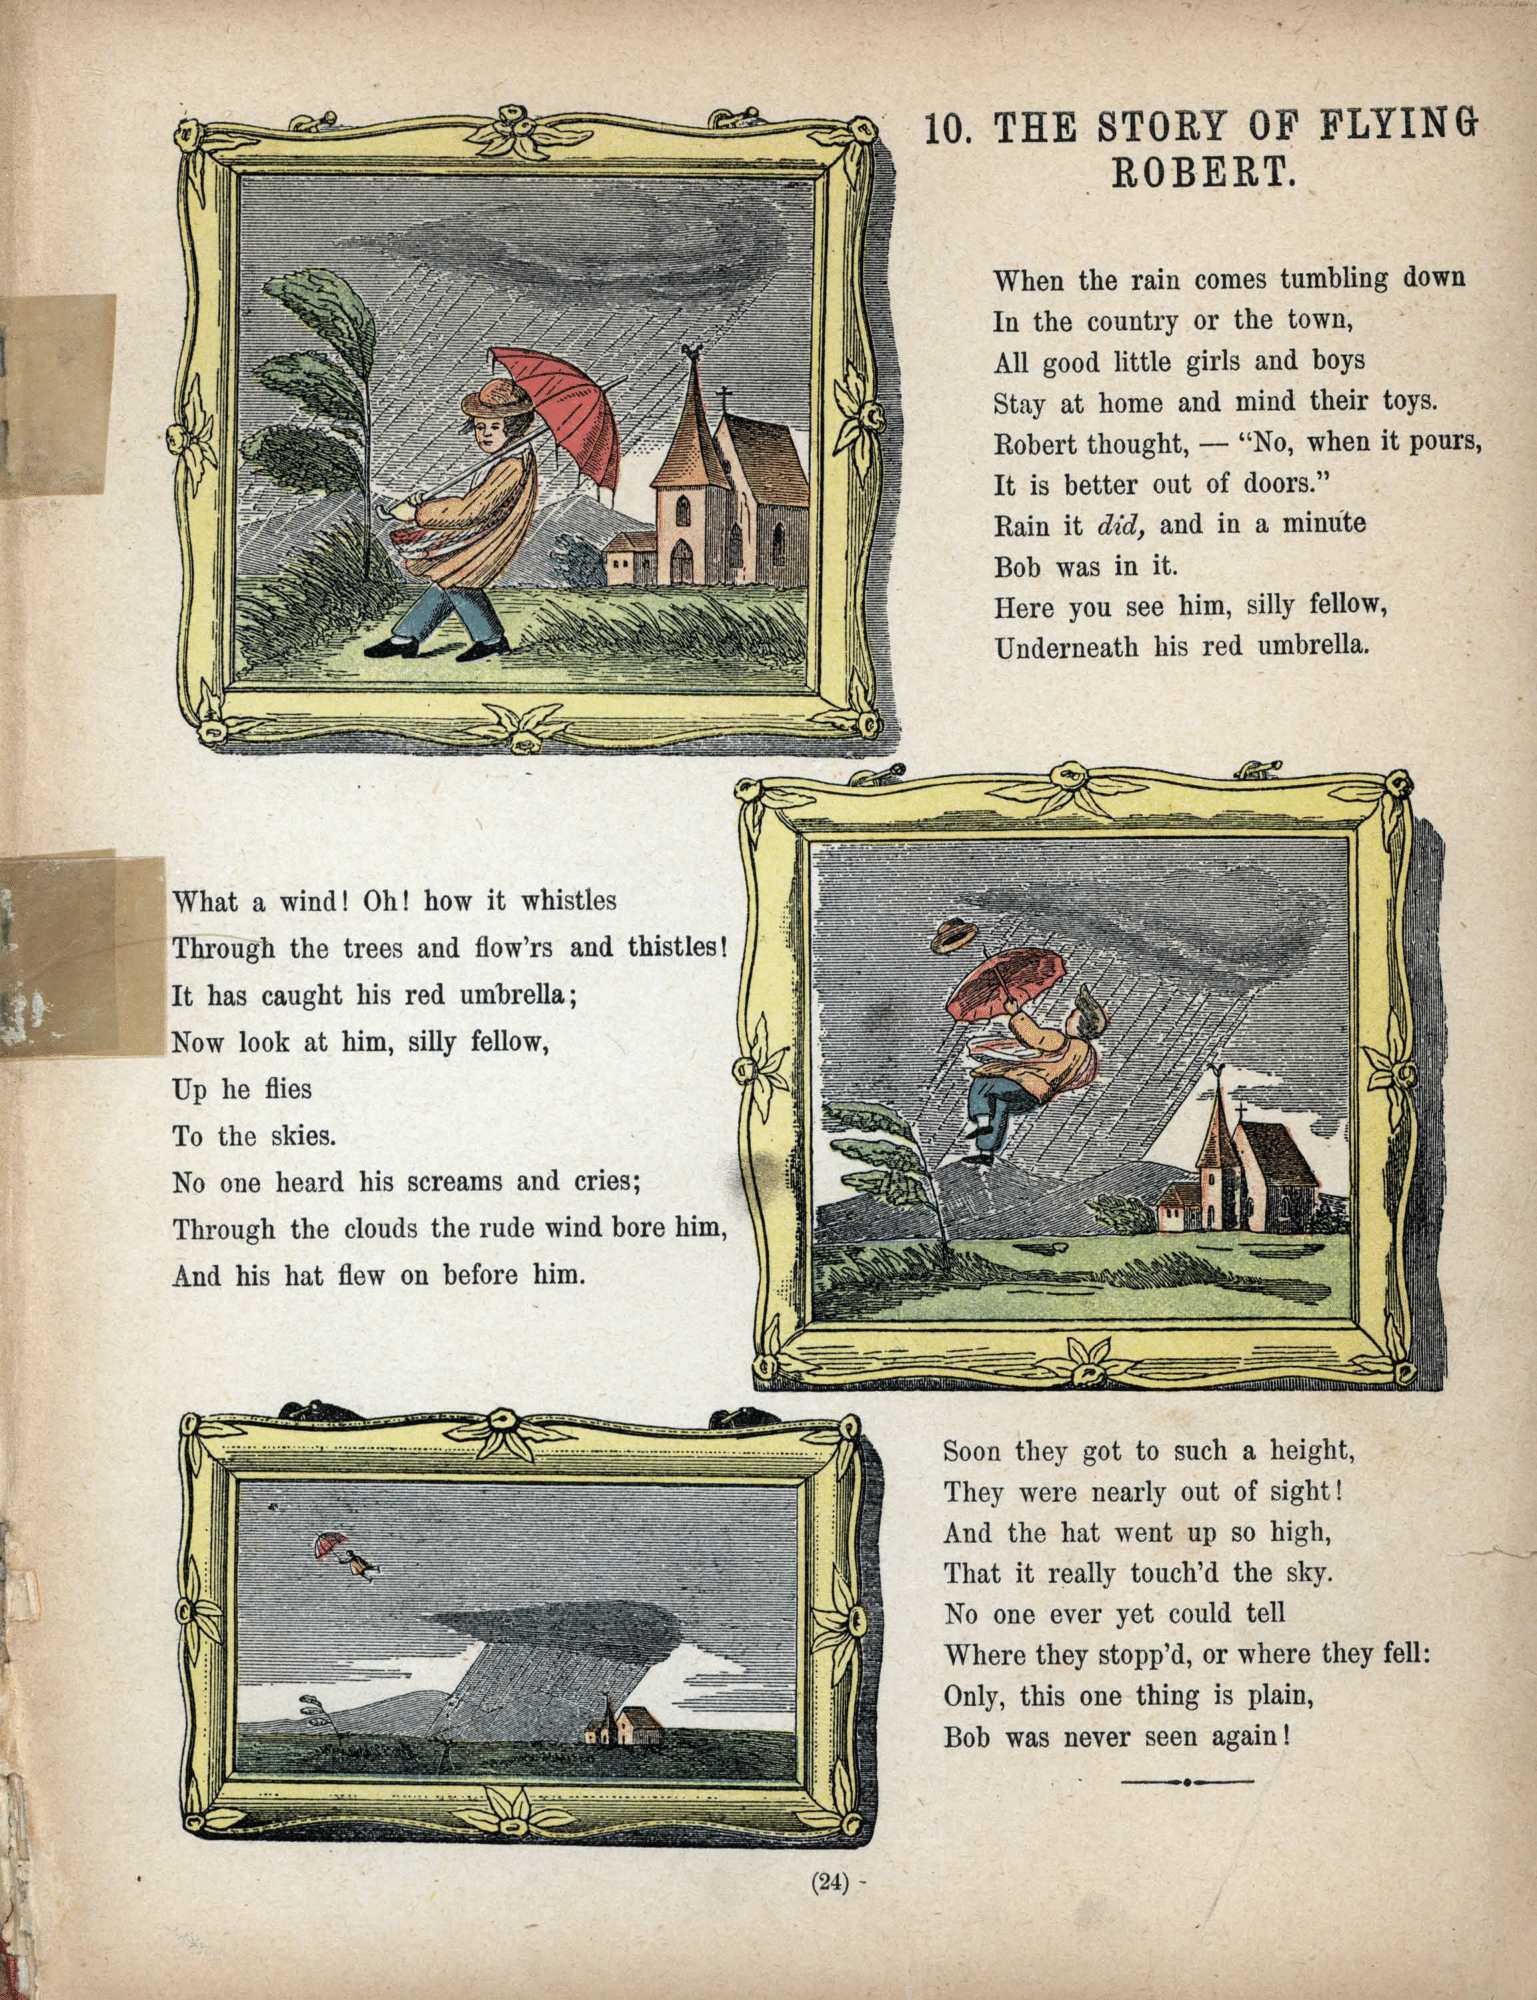 10. THE STORY OF FLYING
ROBERT.
When the rain comes tumbling down
In the country or the town,
All good little girls and boys
Stay at home and mind their toys.
Robert thought, — “No, when it pours,
It is better out of doors.”
Rain it did, and in a minute
Bob was in it.
Here you see him, silly fellow,
Underneath his red umbrella.
What a wind! Oh! how it whistles
Through the trees and flow’rs and thistles!
It has caught his red umbrella;
Now look at him, silly fellow,
Up he flies
To the skies.
No one heard his screams and cries;
Through the clouds the rude wind bore him,
And his hat flew on before him.
Soon they got to such a height,
They were nearly out of sight!
And the hat went up so high,
That it really touch’d the sky.
No one ever yet could tell
Where they stopp’d, or where they fell:
Only, this one thing is plain,
Bob was never seen again!
(24)